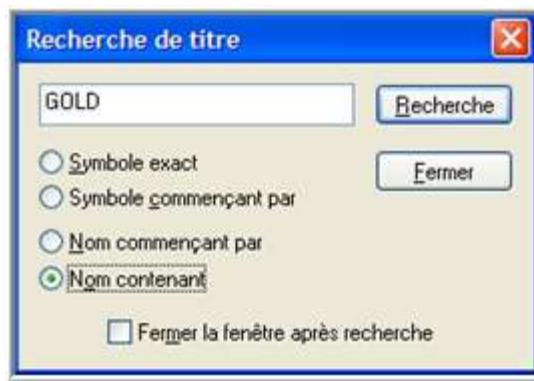 Recherche de titre
GOLD
Recherche
Symbole exact
Fermer
Symbole commençant par
Nom commençant par
Nom contenant
Fermer la fenêtre après recherche